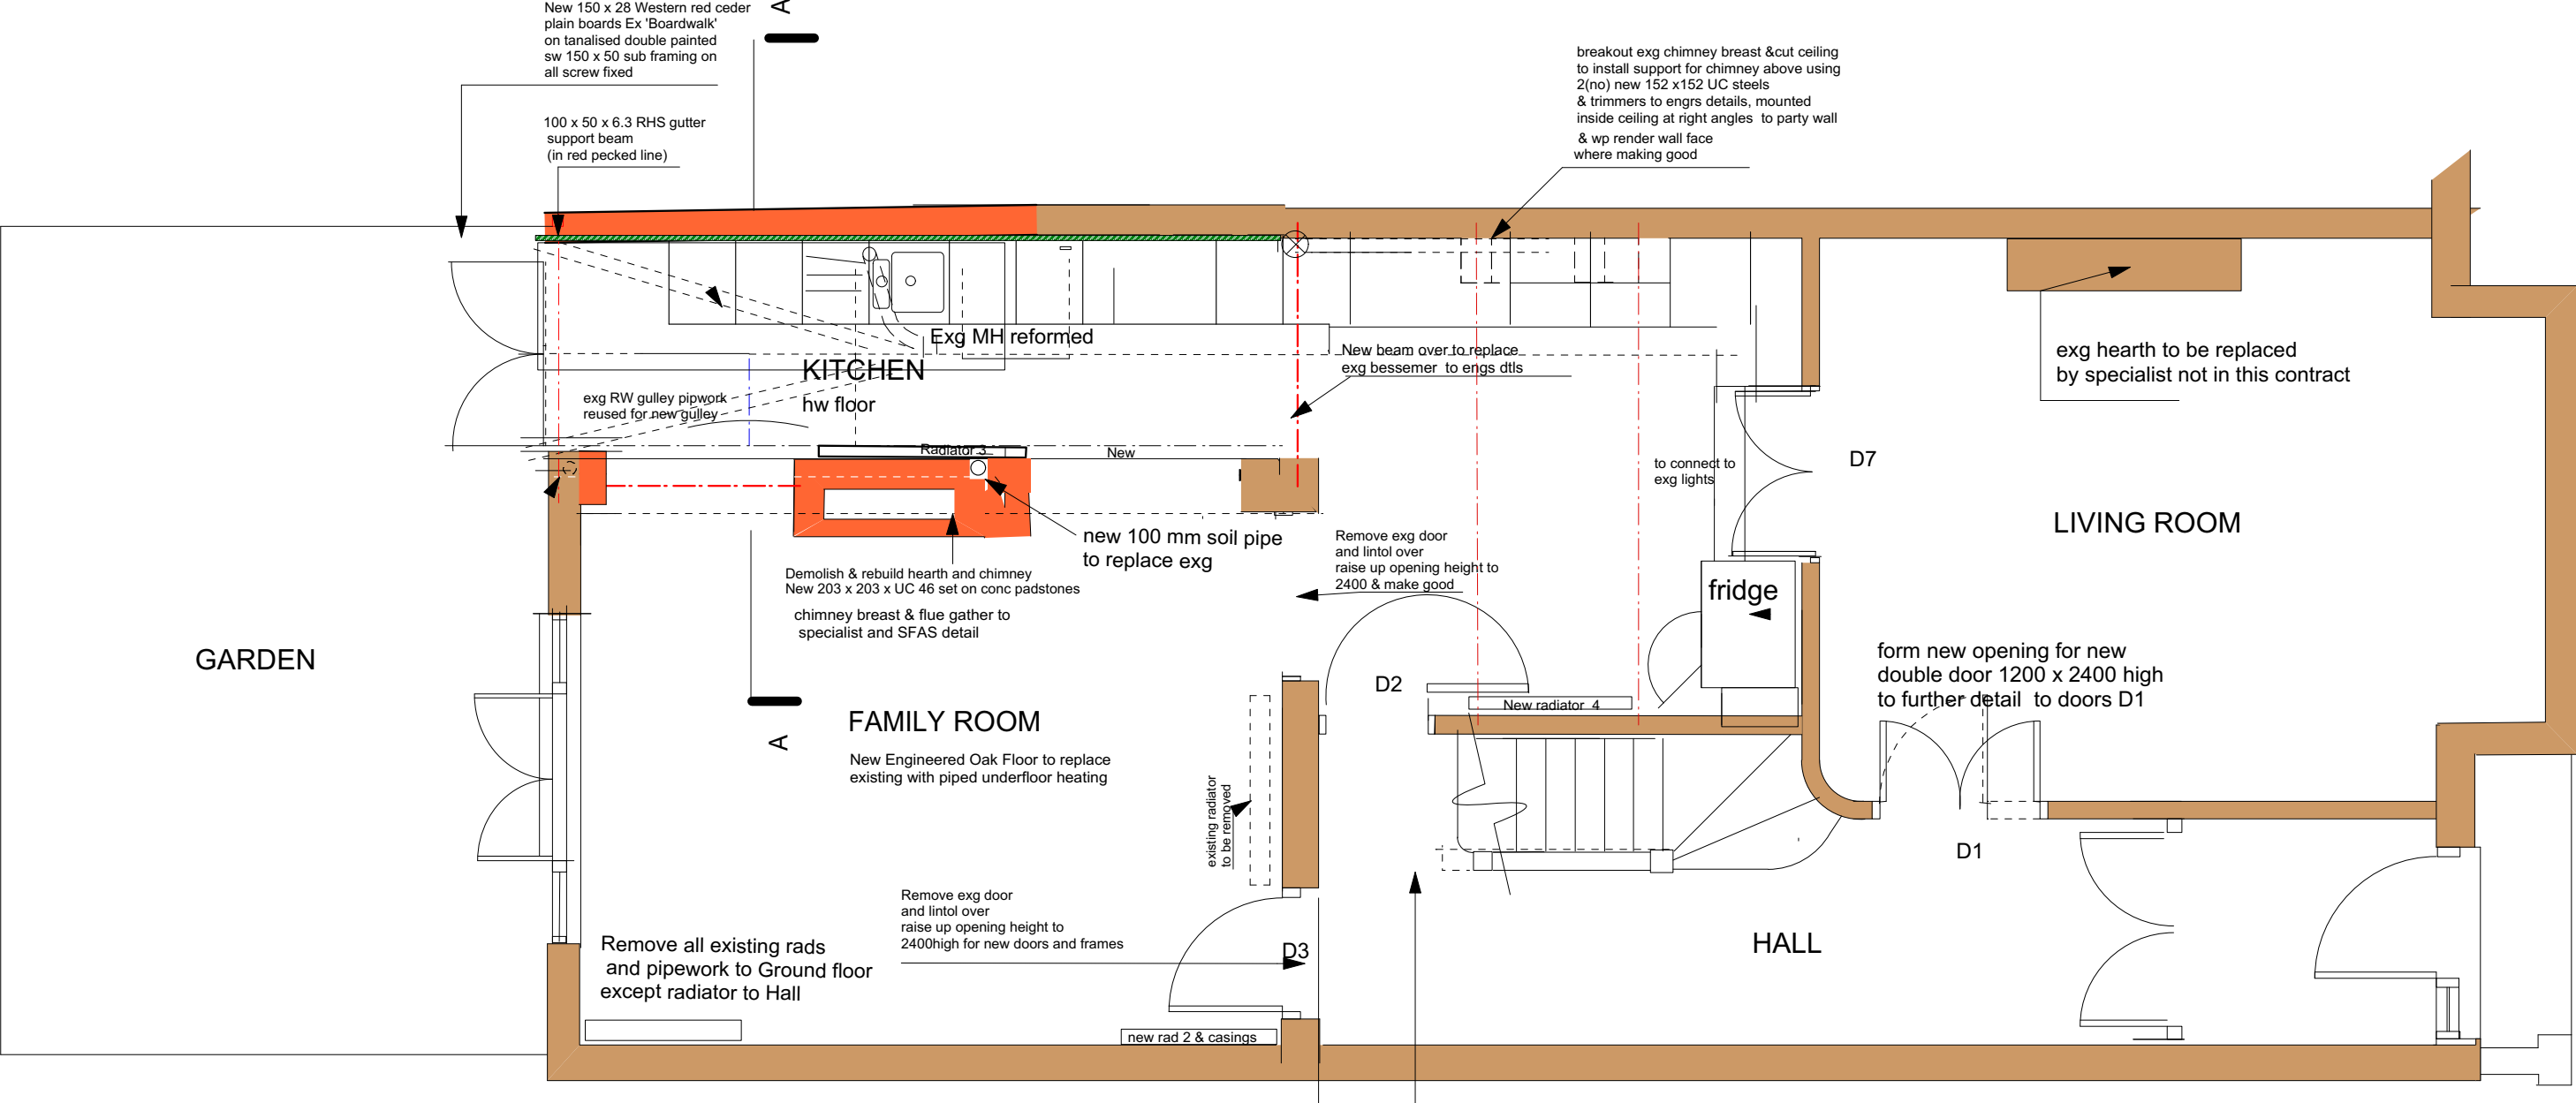 New 150 x 28 Western red ceder
plain boards Ex 'Boardwalk'
on tanalised double painted
sw 150 x 50 sub framing on
all screw fixed
A
100 x 50 x 6.3 RHS gutter
support beam
(in red pecked line)
breakout exg chimney breast &cut ceiling
to install support for chimney above using
2(no) new 152 x152 UC steels
& trimmers to engrs details, mounted
inside ceiling at right angles to party wall
& wp render wall face
where making good
Exg MH reformed
KITCHEN
hw floor
exg RW gulley pipwork
reused for new gulley
New beam over to replace
exg bessemer to engs dtls
exg hearth to be replaced
by specialist not in this contract
Radiator 3
New
to connect to
exg lights
D7
LIVING ROOM
new 100 mm soil pipe
to replace exg
Demolish & rebuild hearth and chimney
New 203 x 203 x UC 46 set on conc padstones
chimney breast & flue gather to
specialist and SFAS detail
Remove exg door
and lintol over
raise up opening height to
2400 & make good
fridge
GARDEN
D2
form new opening for new
double door 1200 x 2400 high
to further detail to doors D1
New radiator 4
FAMILY ROOM
A
New Engineered Oak Floor to replace
existing with piped underfloor heating
existing radiator
to be removed
D1
Remove exg door
and lintol over
raise up opening height to
2400high for new doors and frames
D3
HALL
Remove all existing rads
and pipework to Ground floor
except radiator to Hall
new rad 2 & casings